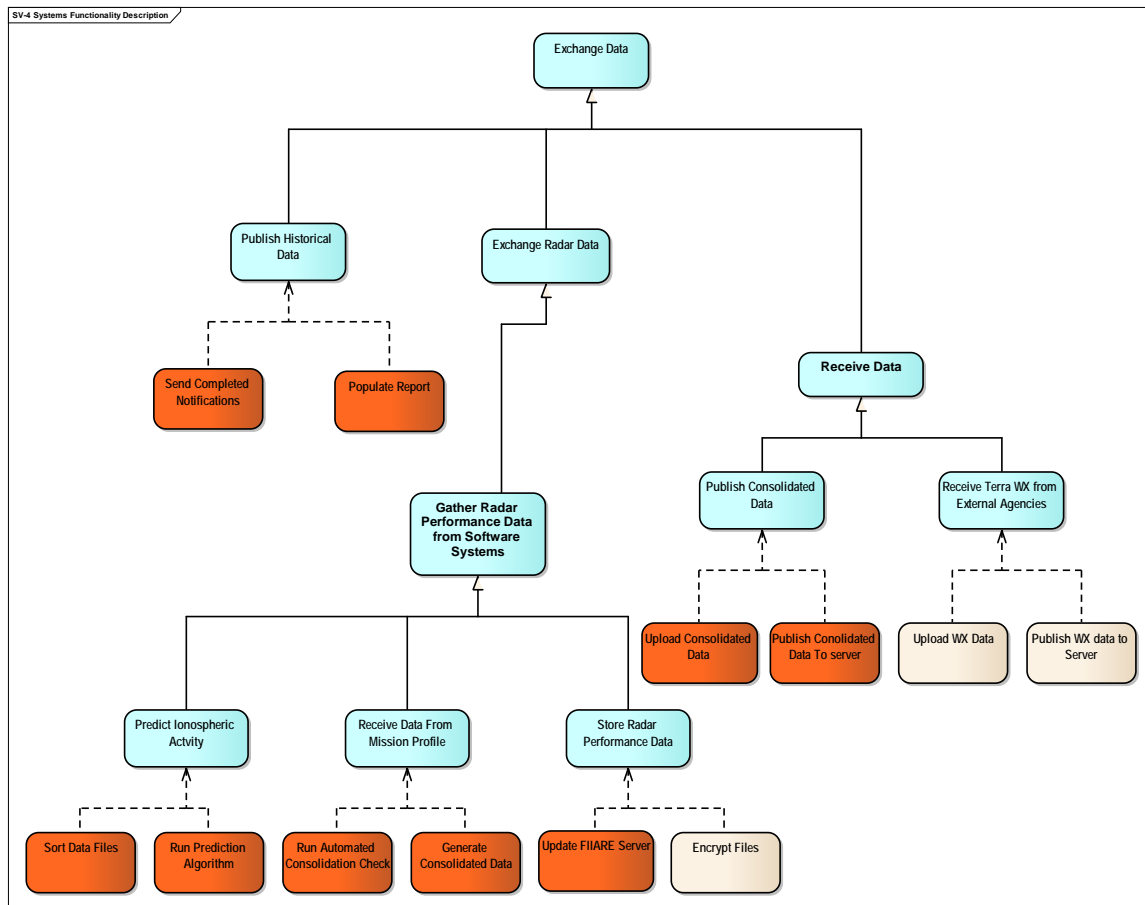 SV-4 Systems Functionality Description
Exchange Data
Publish Historical
Data
Exchange Radar Data
Receive Data
Send Completed
Notifications
Populate Report
Publish Consolidated
Data
Receive Terra WX from
External Agencies
Gather Radar
Performance Data
from Software
Systems
Upload Consolidated
Data
Publish Conolidated
Data To server
Upload WX Data
Publish WX data to
Server
Predict Ionospheric
Actvity
Receive Data From
Mission Profile
Store Radar
Performance Data
Sort Data Files
Run Prediction
Algorithm
Run Automated
Consolidation Check
Generate
Consolidated Data
Update FIIARE Server
Encrypt Files